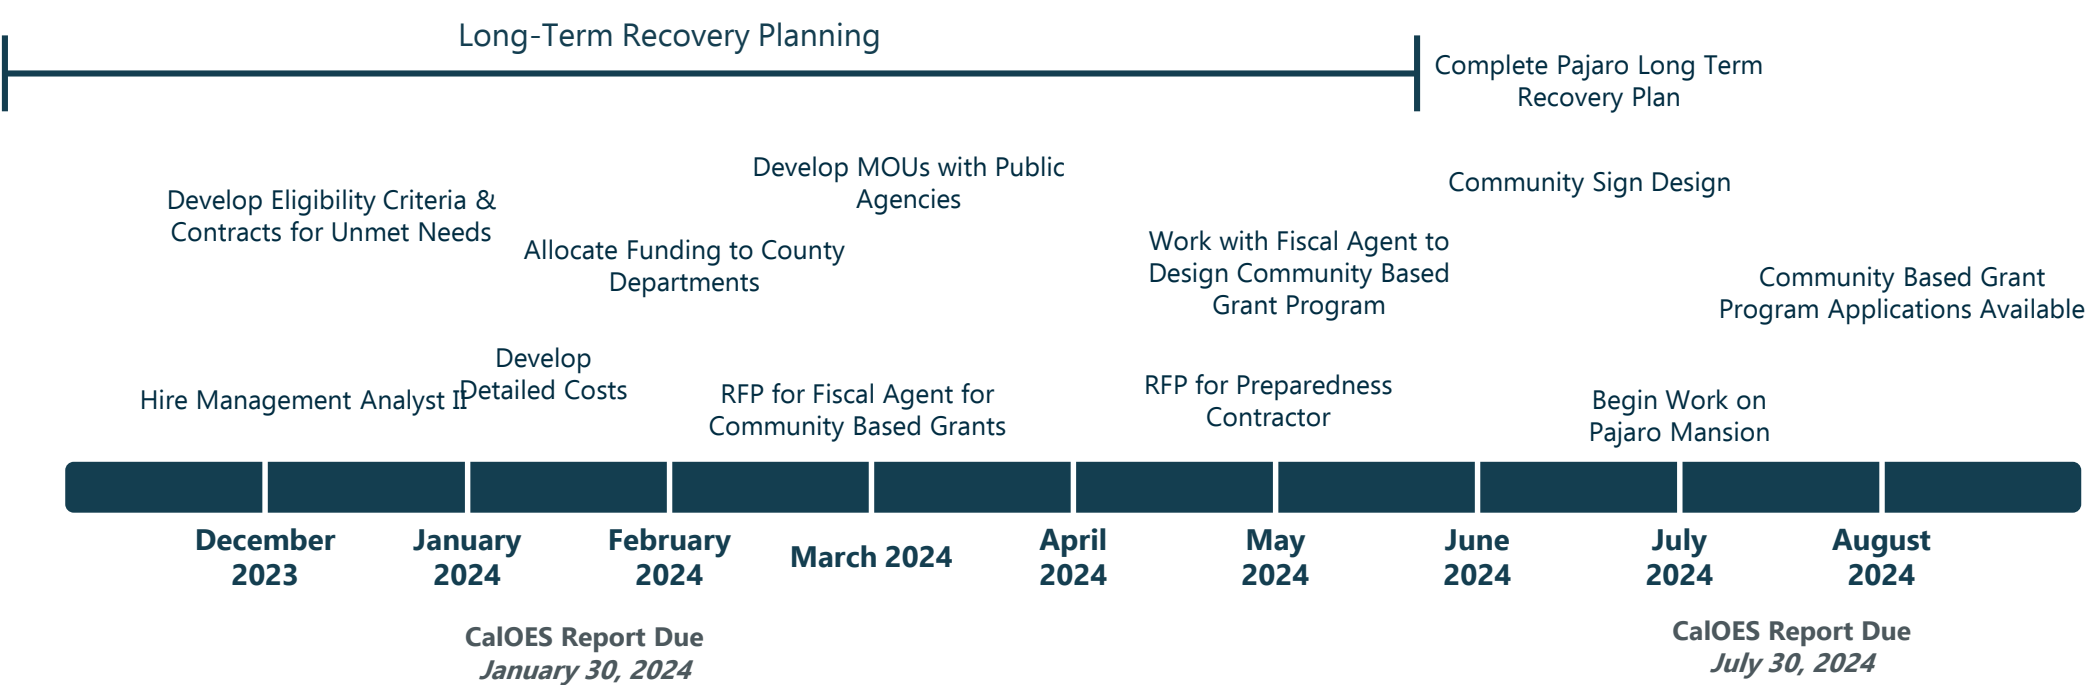 Long-Term Recovery Planning
Complete Pajaro Long Term
Recovery Plan
Develop MOUs with Public
Agencies
Community Sign Design
Develop Eligibility Criteria &
Contracts for Unmet Needs
Allocate Funding to County
Departments
Work with Fiscal Agent to
Design Community Based
Grant Program
Community Based Grant
Program Applications Available
Hire Management Analyst II
Develop
Detailed Costs
RFP for Fiscal Agent for
Community Based Grants
RFP for Preparedness
Contractor
Begin Work on
Pajaro Mansion
December
2023
January
2024
February
2024
March 2024
April
2024
May
2024
June
2024
July
2024
August
2024
CalOES Report Due
January 30, 2024
CalOES Report Due
July 30, 2024